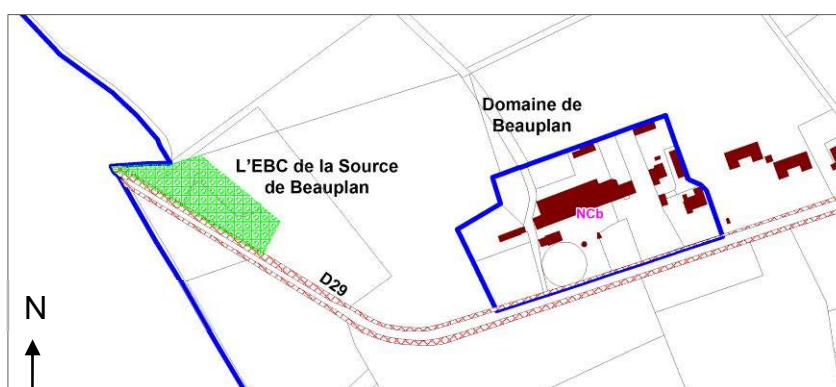 Domaine de
Beauplan
L'EBC de la Source
de Beauplan
NCb
D29
N